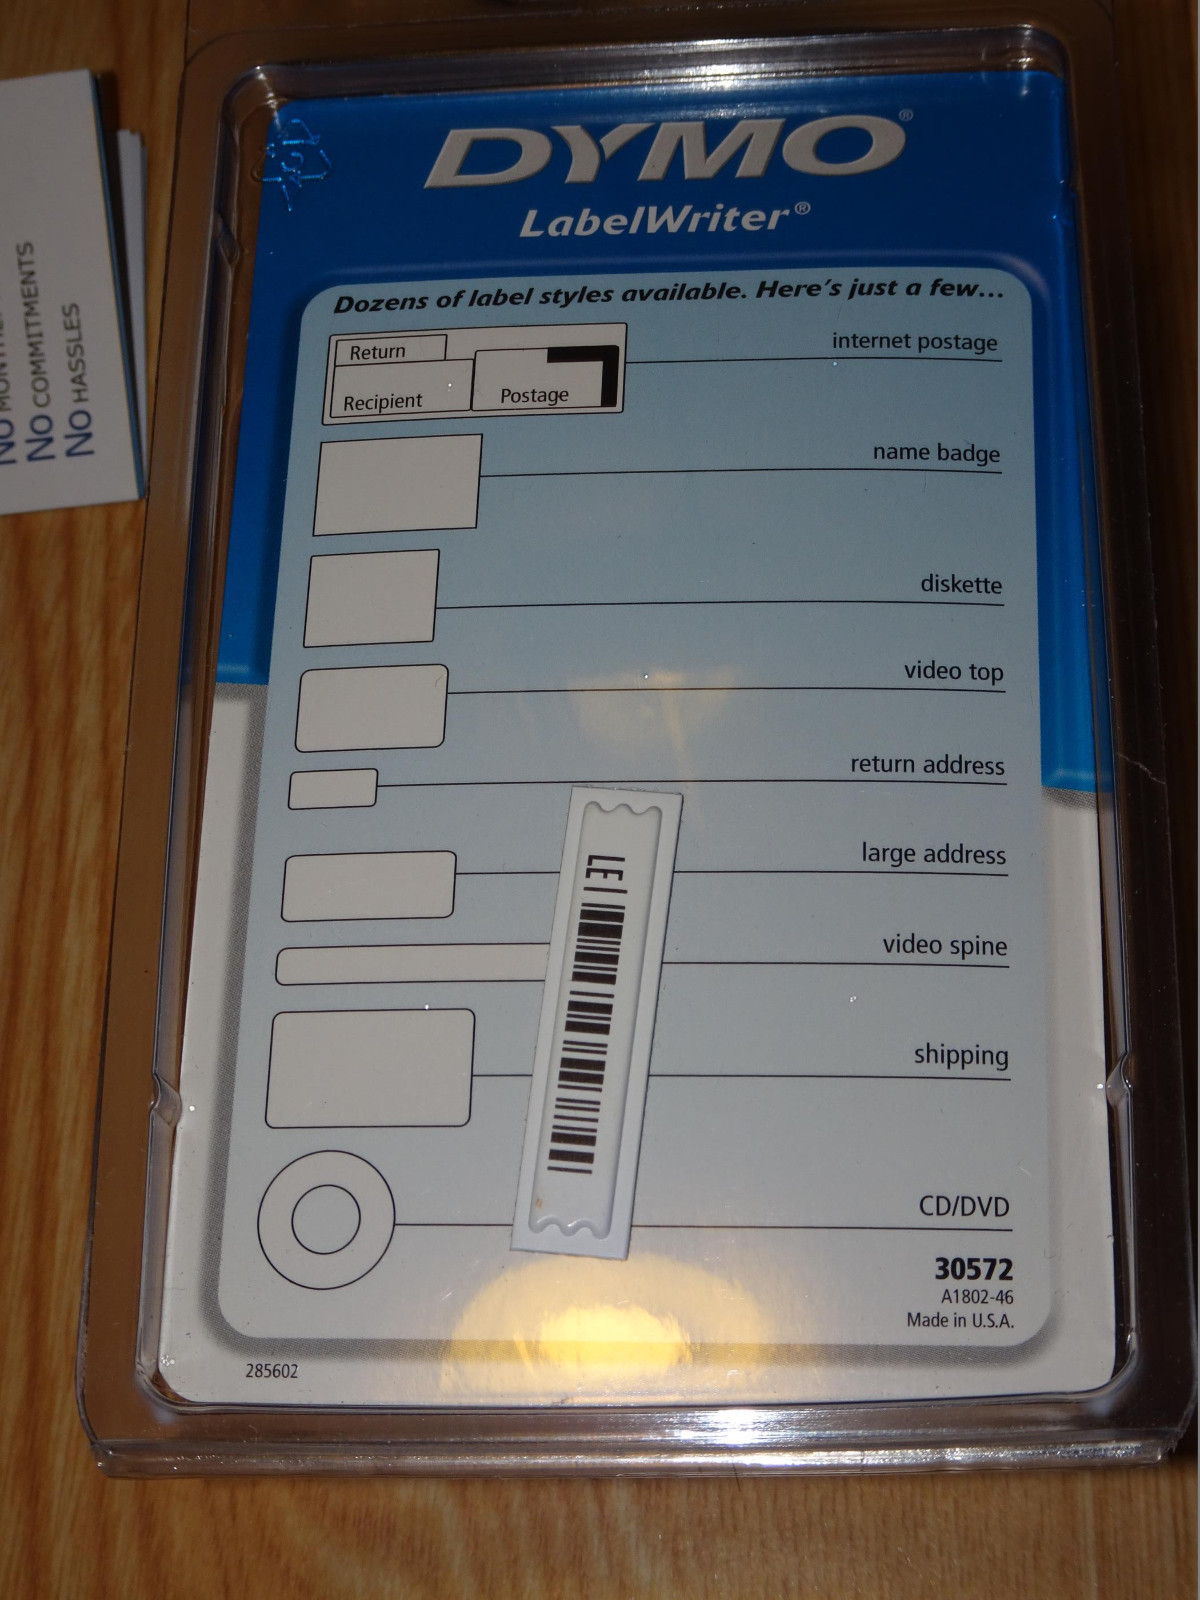 DYMO®
LabelWriter®
Dozens of label styles available. Here's just a few...
Return
Recipient
Postage
internet postage
name badge
diskette
video top
return address
large address
video spine
shipping
CD/DVD
30572
A1802-46
Made in U.S.A.
285602
LE
No
No COMMITMENTS
No HASSLES